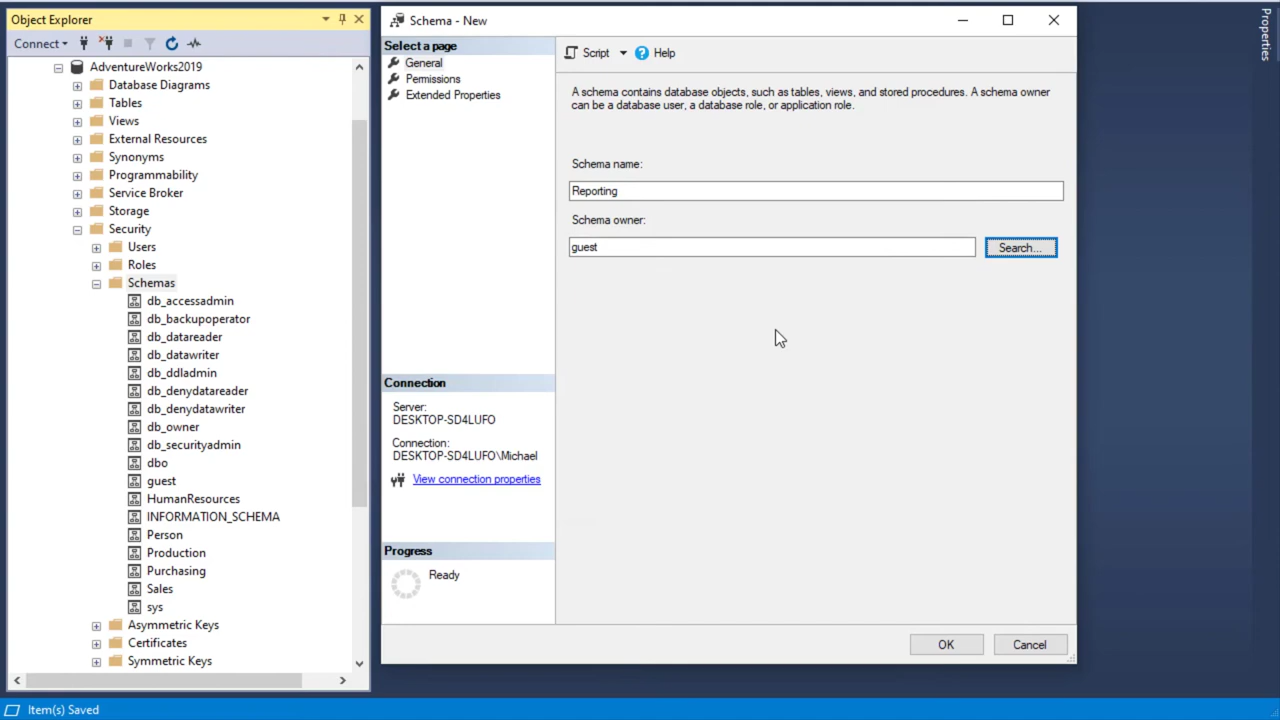 Object Explorer
Connect
AdventureWorks2019
Database Diagrams
Tables
Views
External Resources
Synonyms
Programmability
Service Broker
Storage
Security
Users
Roles
Schemas
db_accessadmin
db_backupoperator
db_datareader
db_datawriter
db_ddladmin
db_denydatareader
db_denydatawriter
db_owner
db_securityadmin
dbo
guest
HumanResources
INFORMATION_SCHEMA
Person
Production
Purchasing
Sales
sys
Asymmetric Keys
Certificates
Symmetric Keys
Schema - New
Select a page
General
Permissions
Extended Properties
Connection
Server:
DESKTOP-SD4LUFO
Connection:
DESKTOP-SD4LUFO\Michael
View connection properties
Progress
Ready
Script
Help
A schema contains database objects, such as tables, views, and stored procedures. A schema owner
can be a database user, a database role, or application role.
Schema name:
Reporting
Schema owner:
guest
Search...
OK
Cancel
Properties
Item(s) Saved